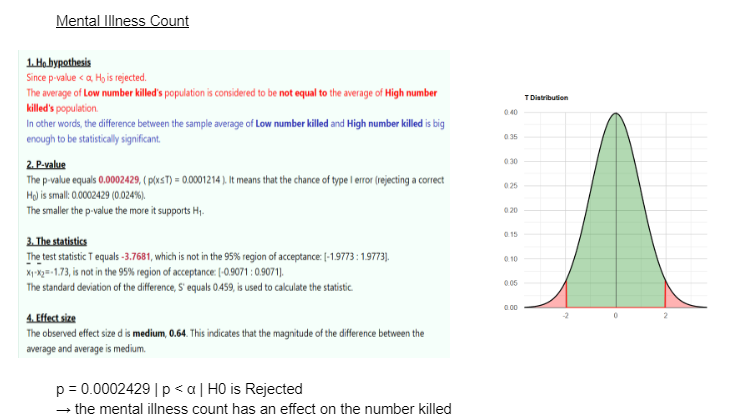 Mental Illness Count
1. H₀ hypothesis
Since p-value < α, H₀ is rejected.
The average of Low number killed's population is considered to be not equal to the average of High number
killed's population.
In other words, the difference between the sample average of Low number killed and High number killed is big
enough to be statistically significant.
2. P-value
The p-value equals 0.0002429, ( p(x≤T) = 0.0001214 ). It means that the chance of type I error (rejecting a correct
H₀) is small: 0.0002429 (0.024%).
The smaller the p-value the more it supports H₁.
3. The statistics
The test statistic T equals -3.7681, which is not in the 95% region of acceptance: [-1.9773 : 1.9773].
x₁-x₂=-1.73, is not in the 95% region of acceptance: [-0.9071 : 0.9071].
The standard deviation of the difference, S' equals 0.459, is used to calculate the statistic.
4. Effect size
The observed effect size d is medium, 0.64. This indicates that the magnitude of the difference between the
average and average is medium.
T Distribution
0.40
0.35
0.30
0.25
0.20
0.15
0.10
0.05
0.00
-2 0 2
p = 0.0002429 | p < α | H0 is Rejected
→ the mental illness count has an effect on the number killed